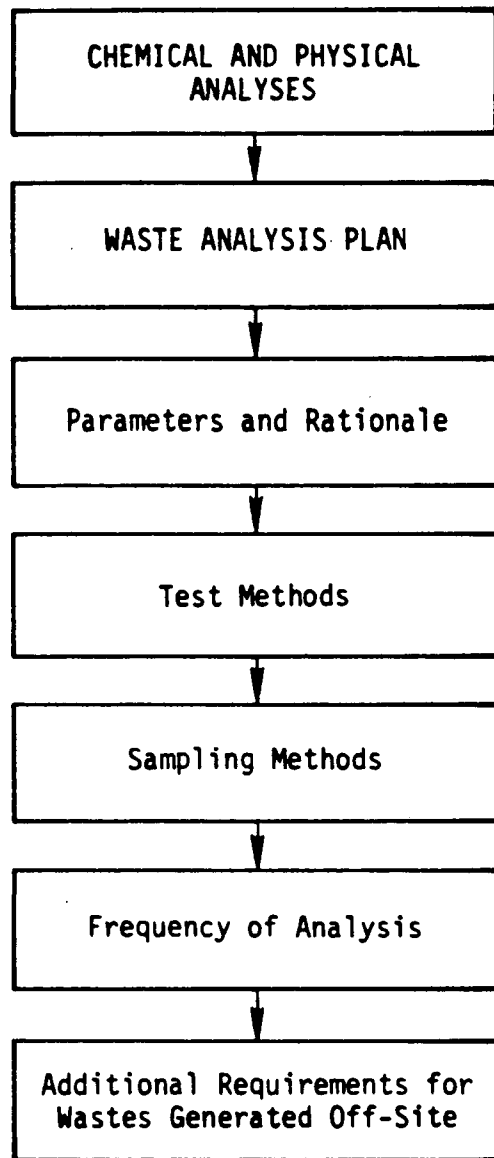 CHEMICAL AND PHYSICAL
ANALYSES
WASTE ANALYSIS PLAN
Parameters and Rationale
Test Methods
Sampling Methods
Frequency of Analysis
Additional Requirements for
Wastes Generated Off-Site